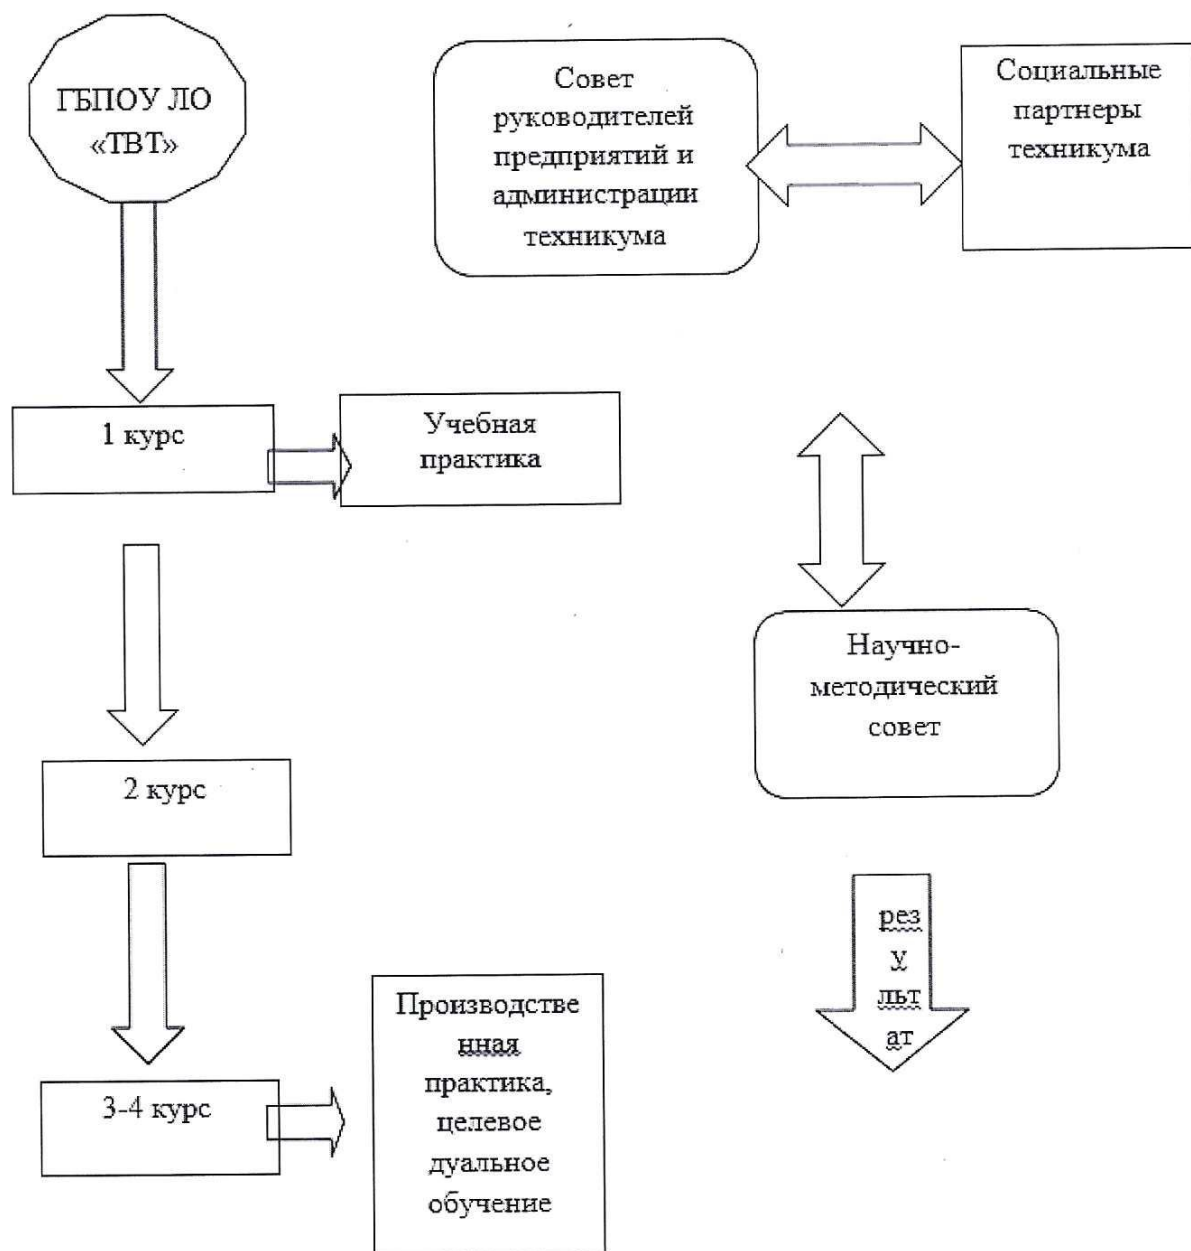 ГБПОУ ЛО
«ТВТ»
Совет
руководителей
предприятий и
администрации
техникума
Социальные
партнеры
техникума
1 курс
Учебная
практика
Научно-
методический
совет
2 курс
рез
у
льт
ат
3-4 курс
Производстве
нная
практика,
целевое
дуальное
обучение